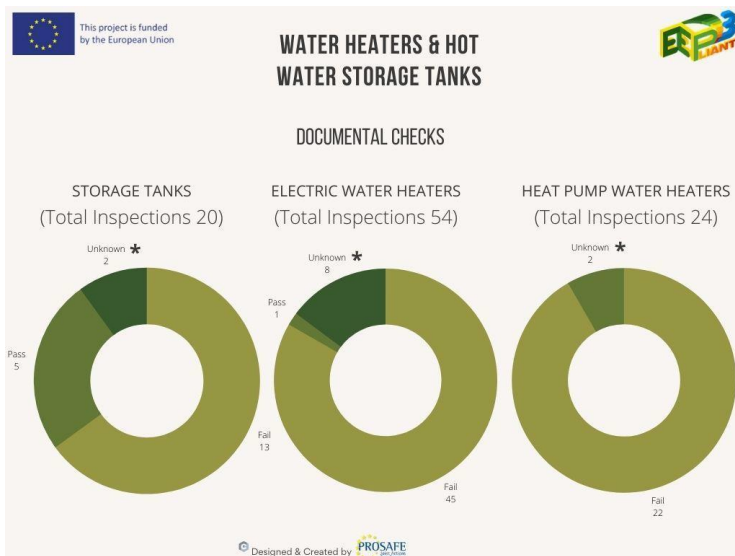 This project is funded
by the European Union
EEPLIANT3
WATER HEATERS & HOT
WATER STORAGE TANKS
DOCUMENTAL CHECKS
STORAGE TANKS
(Total Inspections 20)
Unknown *
2
Pass
5
Fail
13
ELECTRIC WATER HEATERS
(Total Inspections 54)
Unknown *
8
Pass
1
Fail
45
HEAT PUMP WATER HEATERS
(Total Inspections 24)
Unknown *
2
Fail
22
Designed & Created by PROSAFE